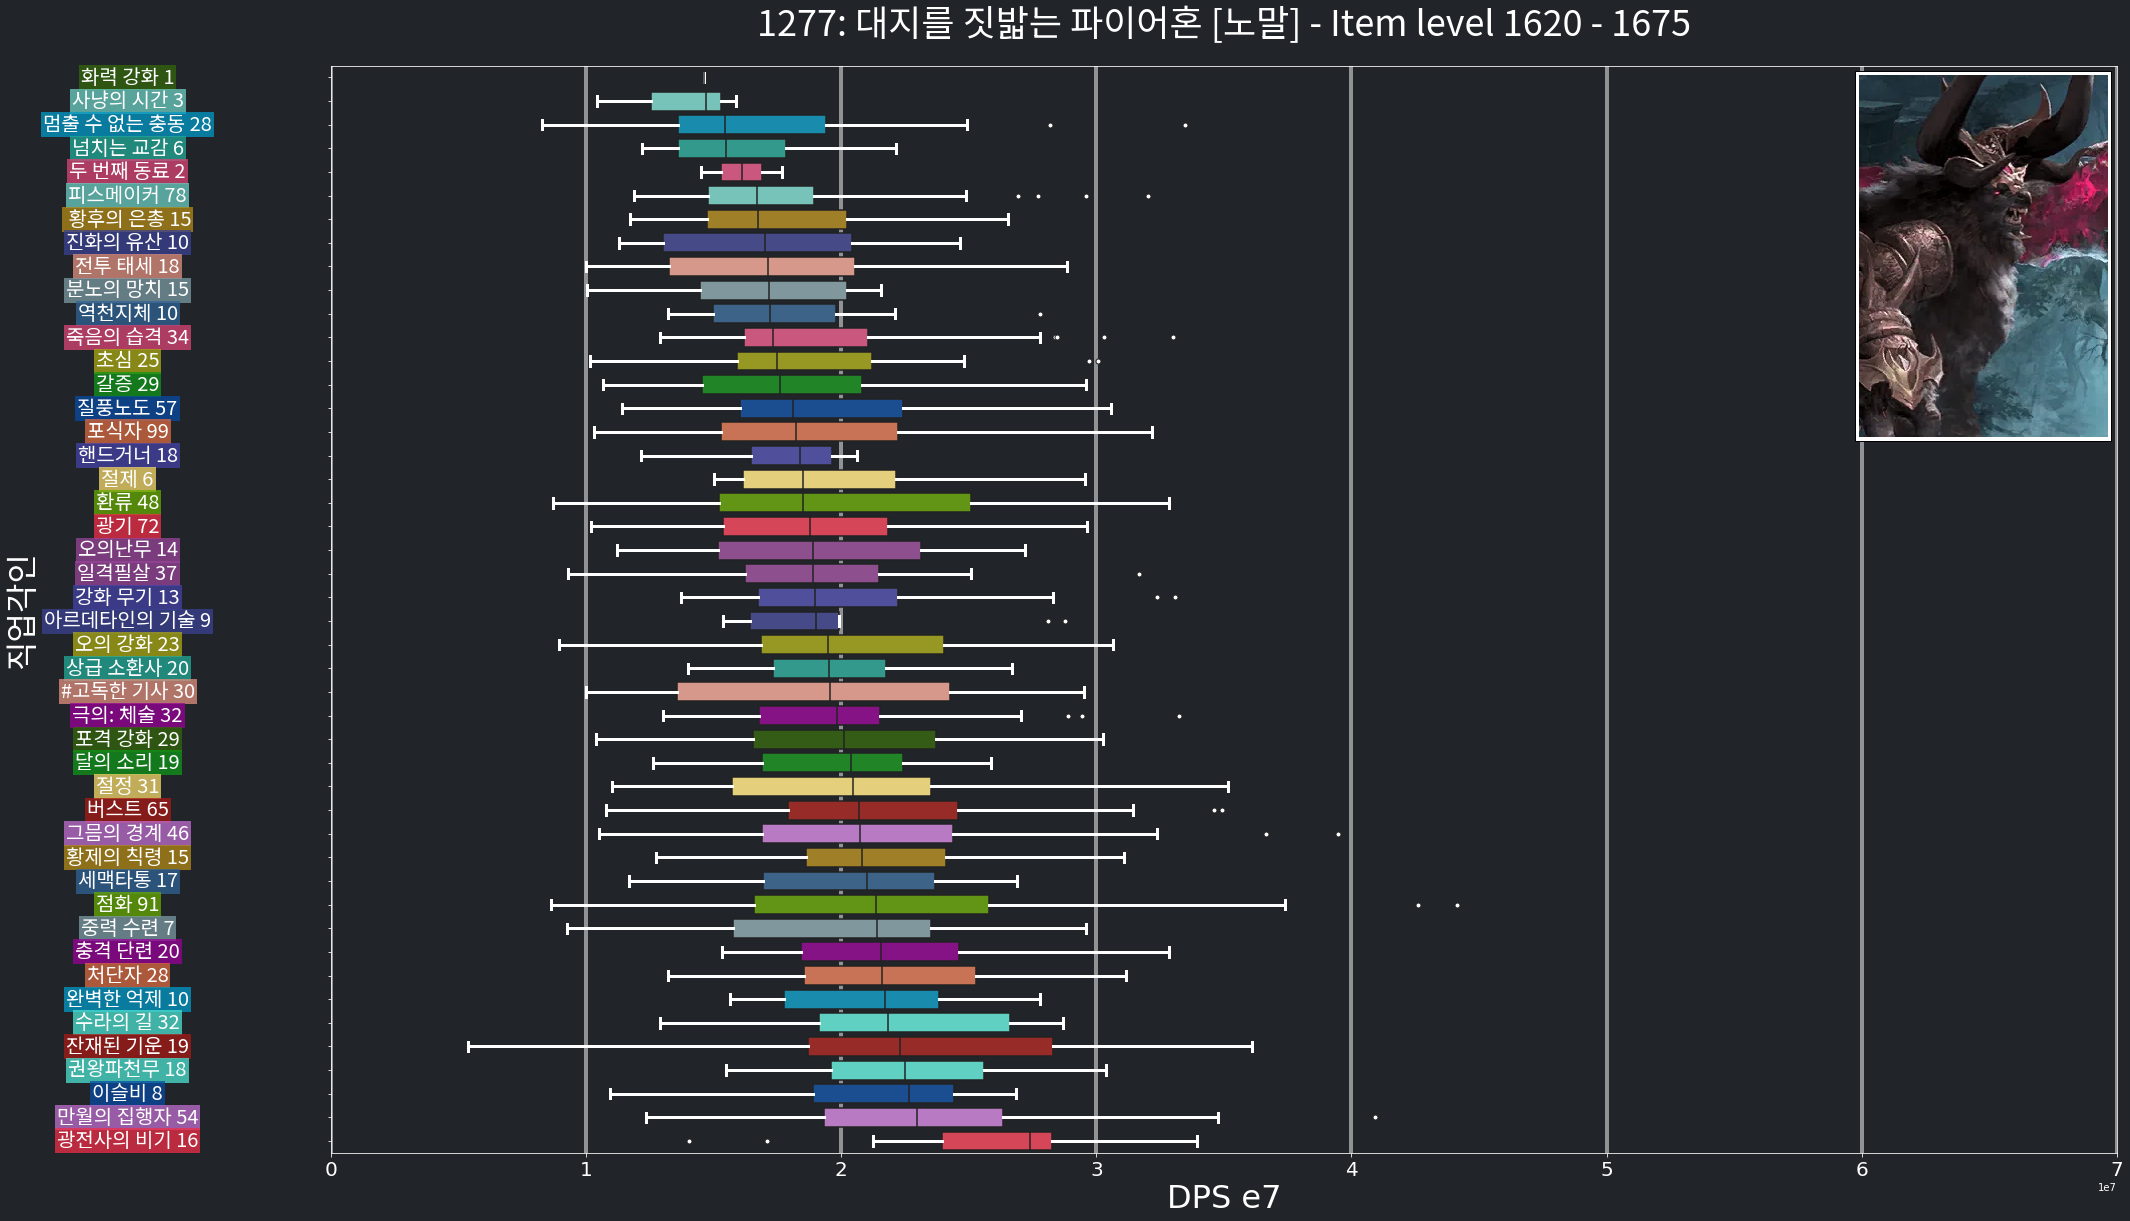 1277: 대지를 짓밟는 파이어혼 [노말] - Item level 1620 - 1675
화력 강화 1
사냥의 시간 3
멈출 수 없는 충동 28
넘치는 교감 6
두 번째 동료 2
피스메이커 78
황후의 은총 15
진화의 유산 10
전투 태세 18
분노의 망치 15
역천지체 10
죽음의 습격 34
초심 25
갈증 29
질풍노도 57
포식자 99
핸드거너 18
절제 6
환류 48
광기 72
오의난무 14
일격필살 37
강화 무기 13
아르데타인의 기술 9
오의 강화 23
상급 소환사 20
#고독한 기사 30
극의: 체술 32
포격 강화 29
달의 소리 19
절정 31
버스트 65
그믐의 경계 46
황제의 칙령 15
세맥타통 17
점화 91
중력 수련 7
충격 단련 20
처단자 28
완벽한 억제 10
수라의 길 32
잔재된 기운 19
권왕파천무 18
이슬비 8
만월의 집행자 54
광전사의 비기 16
직업각인
0 1 2 3 4 5 6 7
1e7
DPS e7